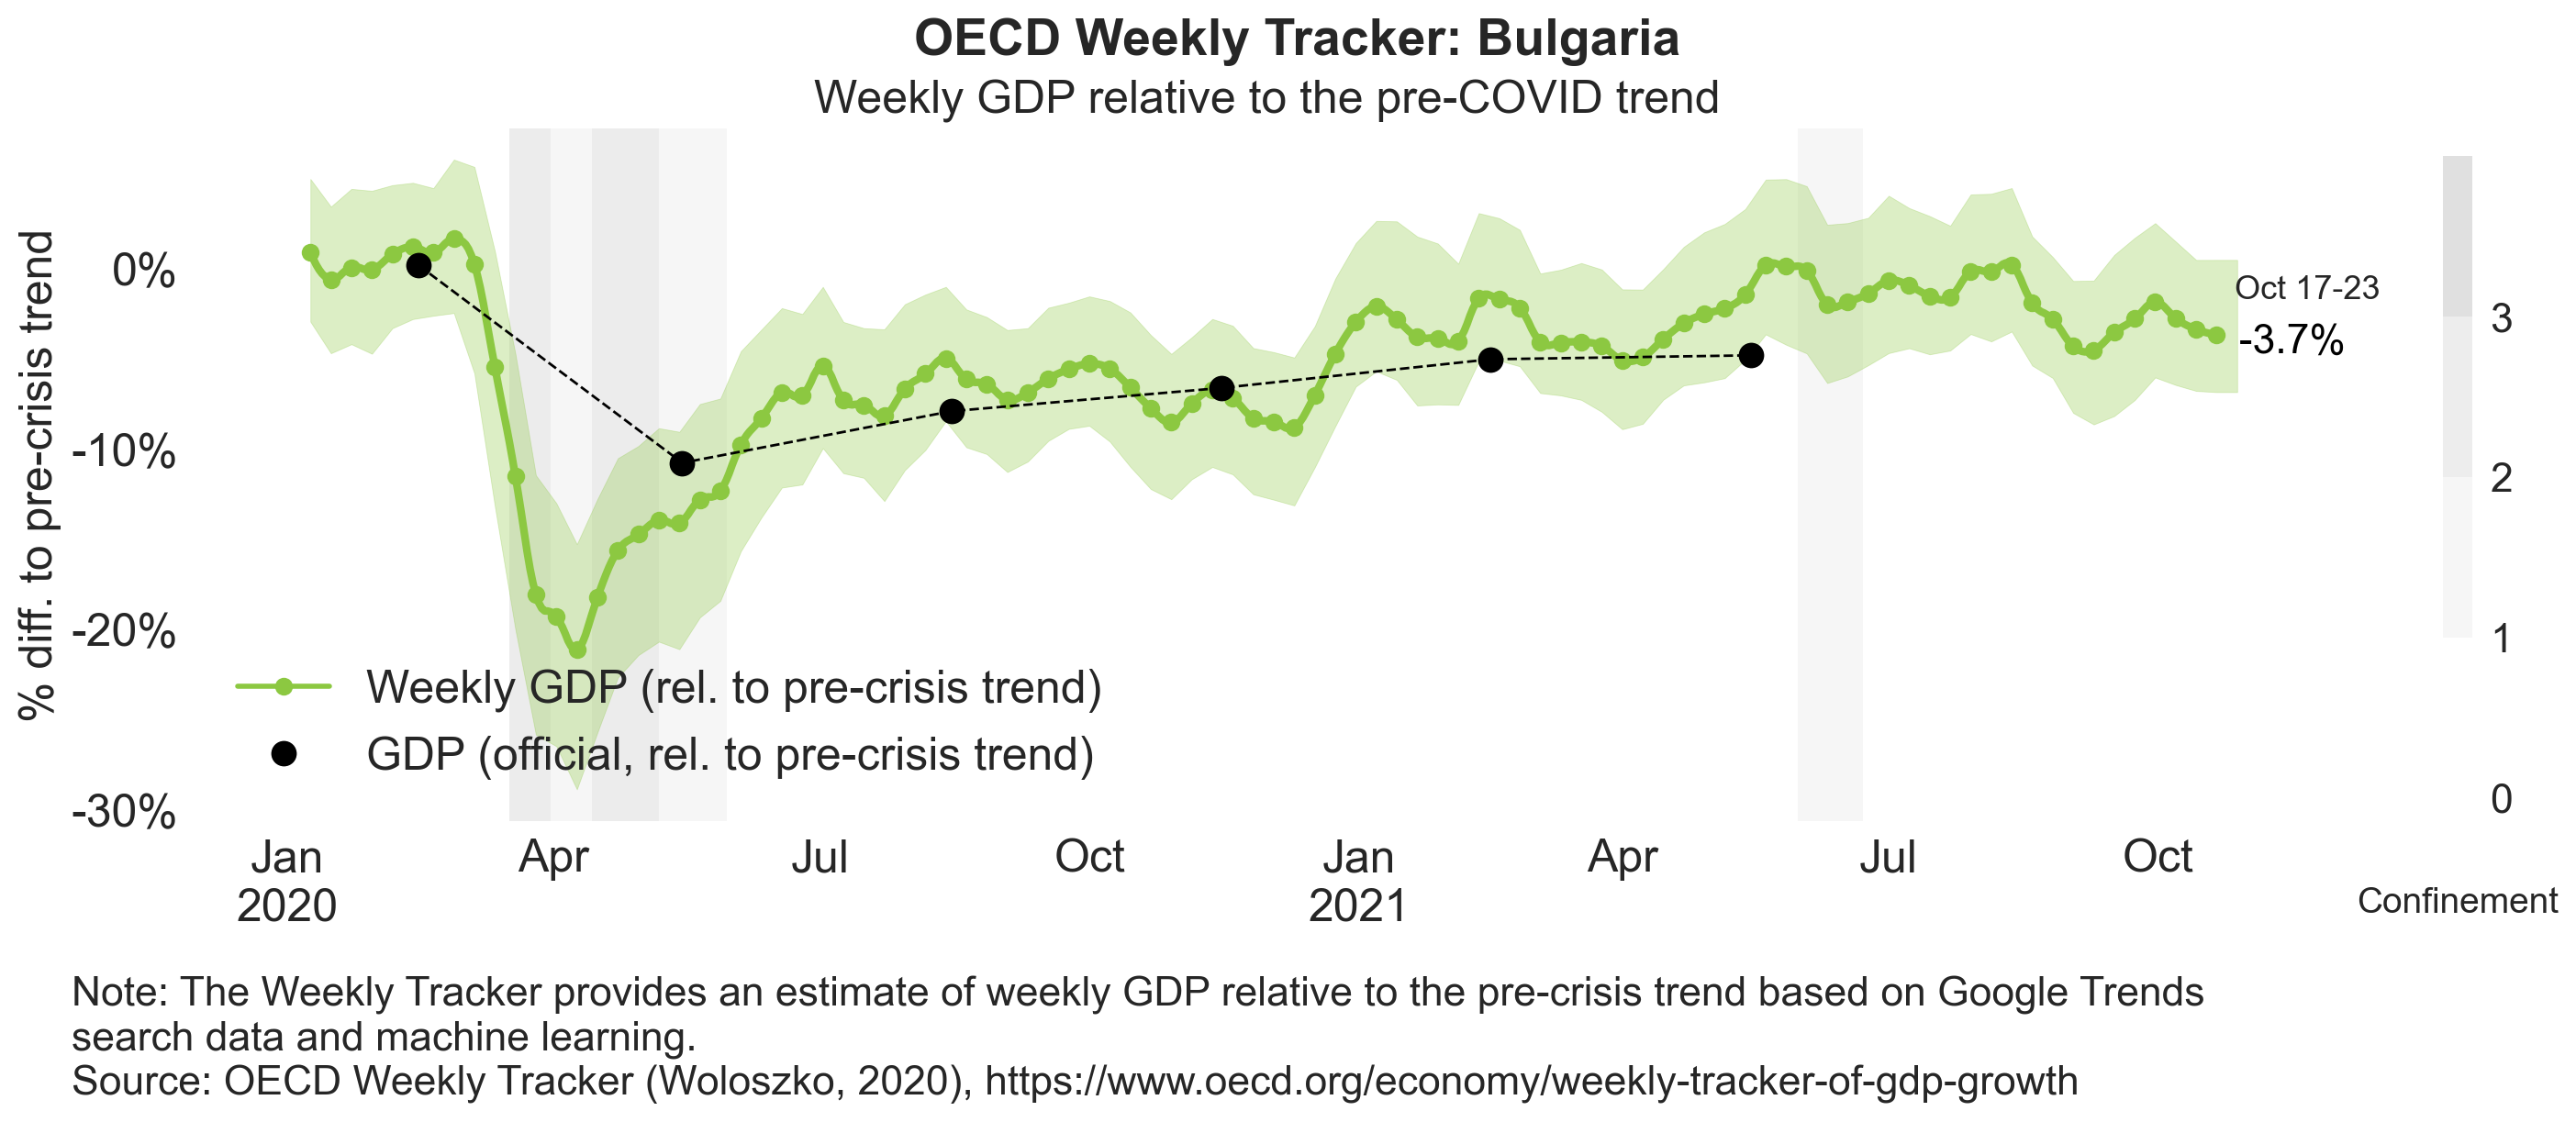 OECD Weekly Tracker: Bulgaria
Weekly GDP relative to the pre-COVID trend
% diff. to pre-crisis trend
0%
-10%
-20%
-30%
Weekly GDP (rel. to pre-crisis trend)
GDP (official, rel. to pre-crisis trend)
Oct 17-23
-3.7%
3
2
1
0
Confinement
Jan Apr Jul Oct Jan Apr Jul Oct
2020 2021
Note: The Weekly Tracker provides an estimate of weekly GDP relative to the pre-crisis trend based on Google Trends
search data and machine learning.
Source: OECD Weekly Tracker (Woloszko, 2020), https://www.oecd.org/economy/weekly-tracker-of-gdp-growth